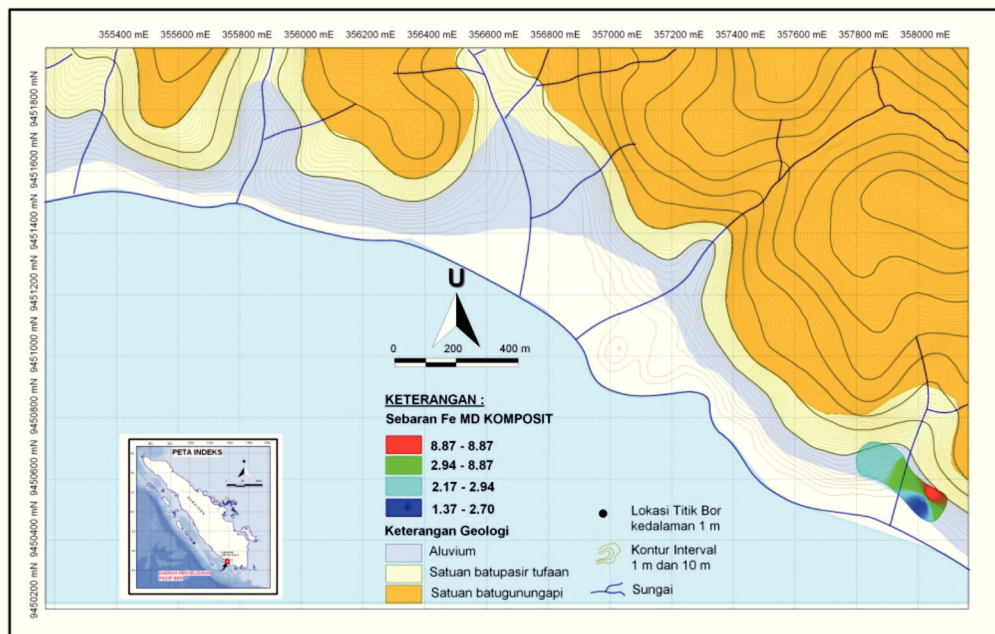 355400 mE 355600 mE 355800 mE 356000 mE 356200 mE 356400 mE 356600 mE 356800 mE 357000 mE 357200 mE 357400 mE 357600 mE 357800 mE 358000 mE
9451800 mN
9451600 mN
9451400 mN
9451200 mN
9451000 mN
9450800 mN
9450600 mN
9450400 mN
9450200 mN
U
0 200 400 m
KETERANGAN :
Sebaran Fe MD KOMPOSIT
8.87 - 8.87
2.94 - 8.87
2.17 - 2.94
1.37 - 2.70
Keterangan Geologi
Aluvium
Satuan batupasir tufaan
Satuan batugunungapi
Lokasi Titik Bor
kedalaman 1 m
Kontur Interval
1 m dan 10 m
Sungai
PETA INDEKS